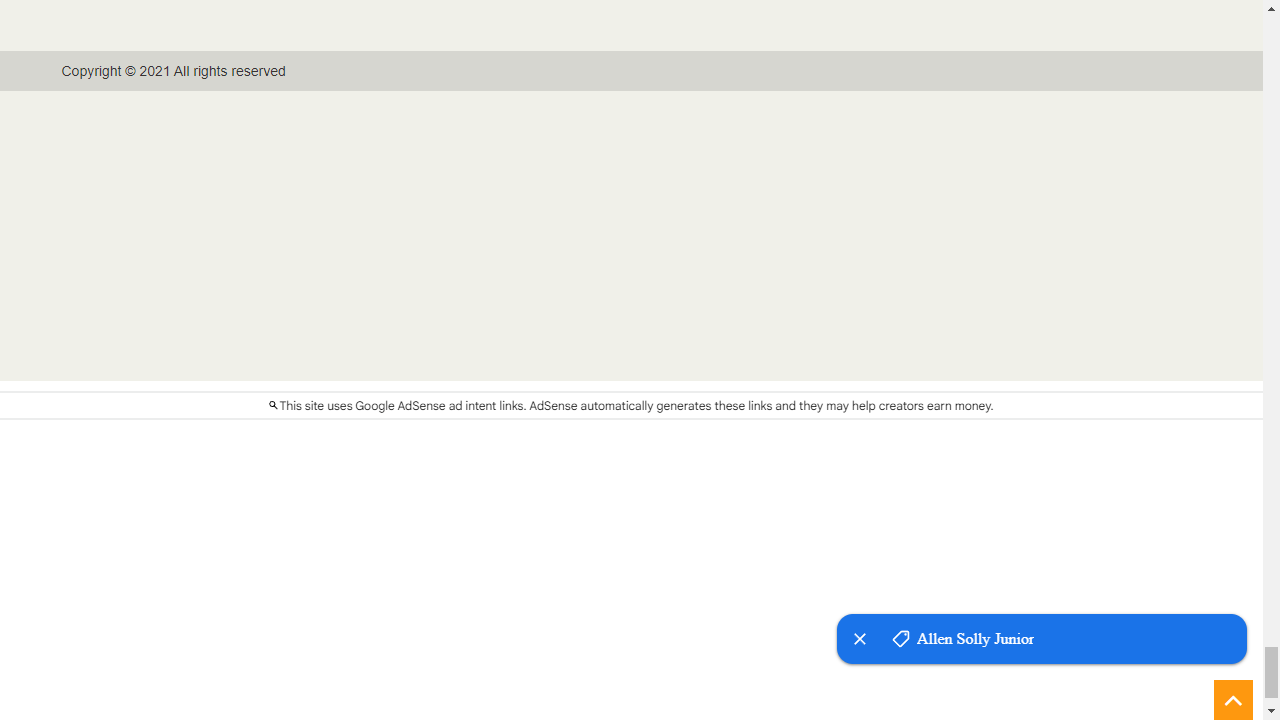 Copyright © 2021 All rights reserved
This site uses Google AdSense ad intent links. AdSense automatically generates these links and they may help creators earn money.
Allen Solly Junior